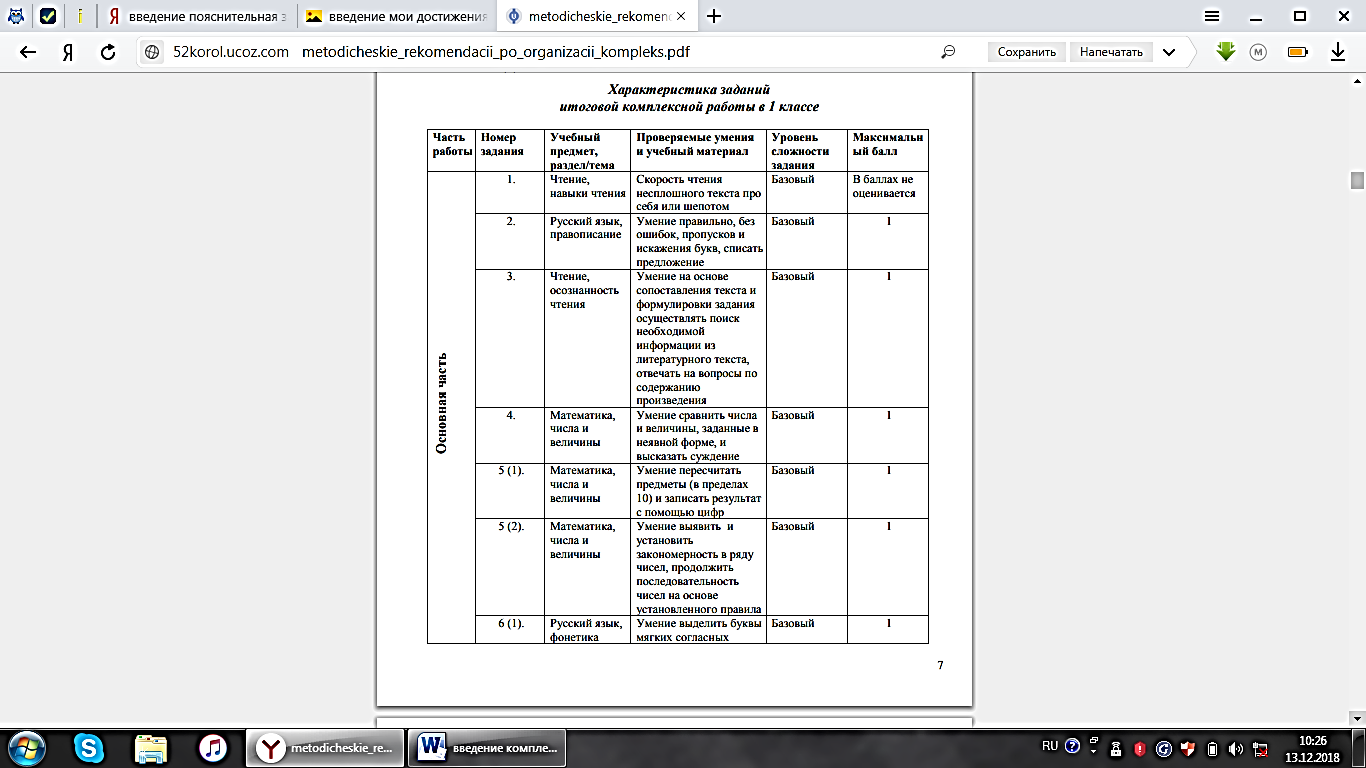 введение пояснительная з
введение мои достижения
metodicheskie_rekomen
52korol.ucoz.com metodicheskie_rekomendacii_po_organizacii_kompleks.pdf
Сохранить
Напечатать
Характеристика заданий
итоговой комплексной работы в 1 классе
Часть
работы
Номер
задания
Учебный
предмет,
раздел/тема
Проверяемые умения
и учебный материал
Уровень
сложности
задания
Максимальн
ый балл
Основная часть
1.
Чтение,
навыки чтения
Скорость чтения
несплошного текста про
себя или шепотом
Базовый
В баллах не
оценивается
2.
Русский язык,
правописание
Умение правильно, без
ошибок, пропусков и
искажения букв, списать
предложение
Базовый
1
3.
Чтение,
осознанность
чтения
Умение на основе
сопоставления текста и
формулировки задания
осуществлять поиск
необходимой
информации из
литературного текста,
отвечать на вопросы по
содержанию
произведения
Базовый
1
4.
Математика,
числа и
величины
Умение сравнить числа
и величины, заданные в
неявной форме, и
высказать суждение
Базовый
1
5 (1).
Математика,
числа и
величины
Умение пересчитать
предметы (в пределах
10) и записать результат
с помощью цифр
Базовый
1
5 (2).
Математика,
числа и
величины
Умение выявить и
установить
закономерность в ряду
чисел, продолжить
последовательность
чисел на основе
установленного правила
Базовый
1
6 (1).
Русский язык,
фонетика
Умение выделить буквы
мягких согласных
Базовый
1
7
metodicheskie_re...
введение компле...
RU
10:26
13.12.2018